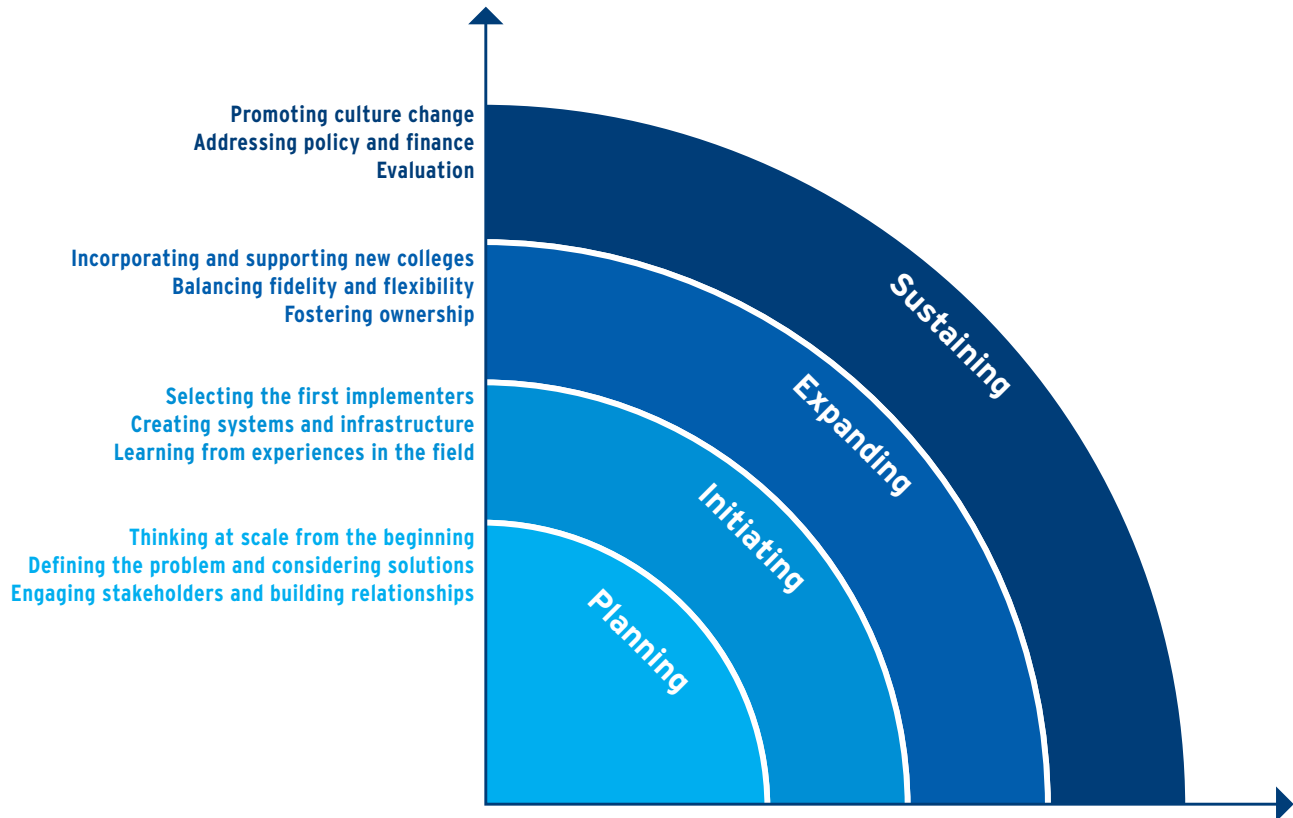 Promoting culture change
Addressing policy and finance
Evaluation
Incorporating and supporting new colleges
Balancing fidelity and flexibility
Fostering ownership
Selecting the first implementers
Creating systems and infrastructure
Learning from experiences in the field
Thinking at scale from the beginning
Defining the problem and considering solutions
Engaging stakeholders and building relationships
Sustaining
Expanding
Initiating
Planning